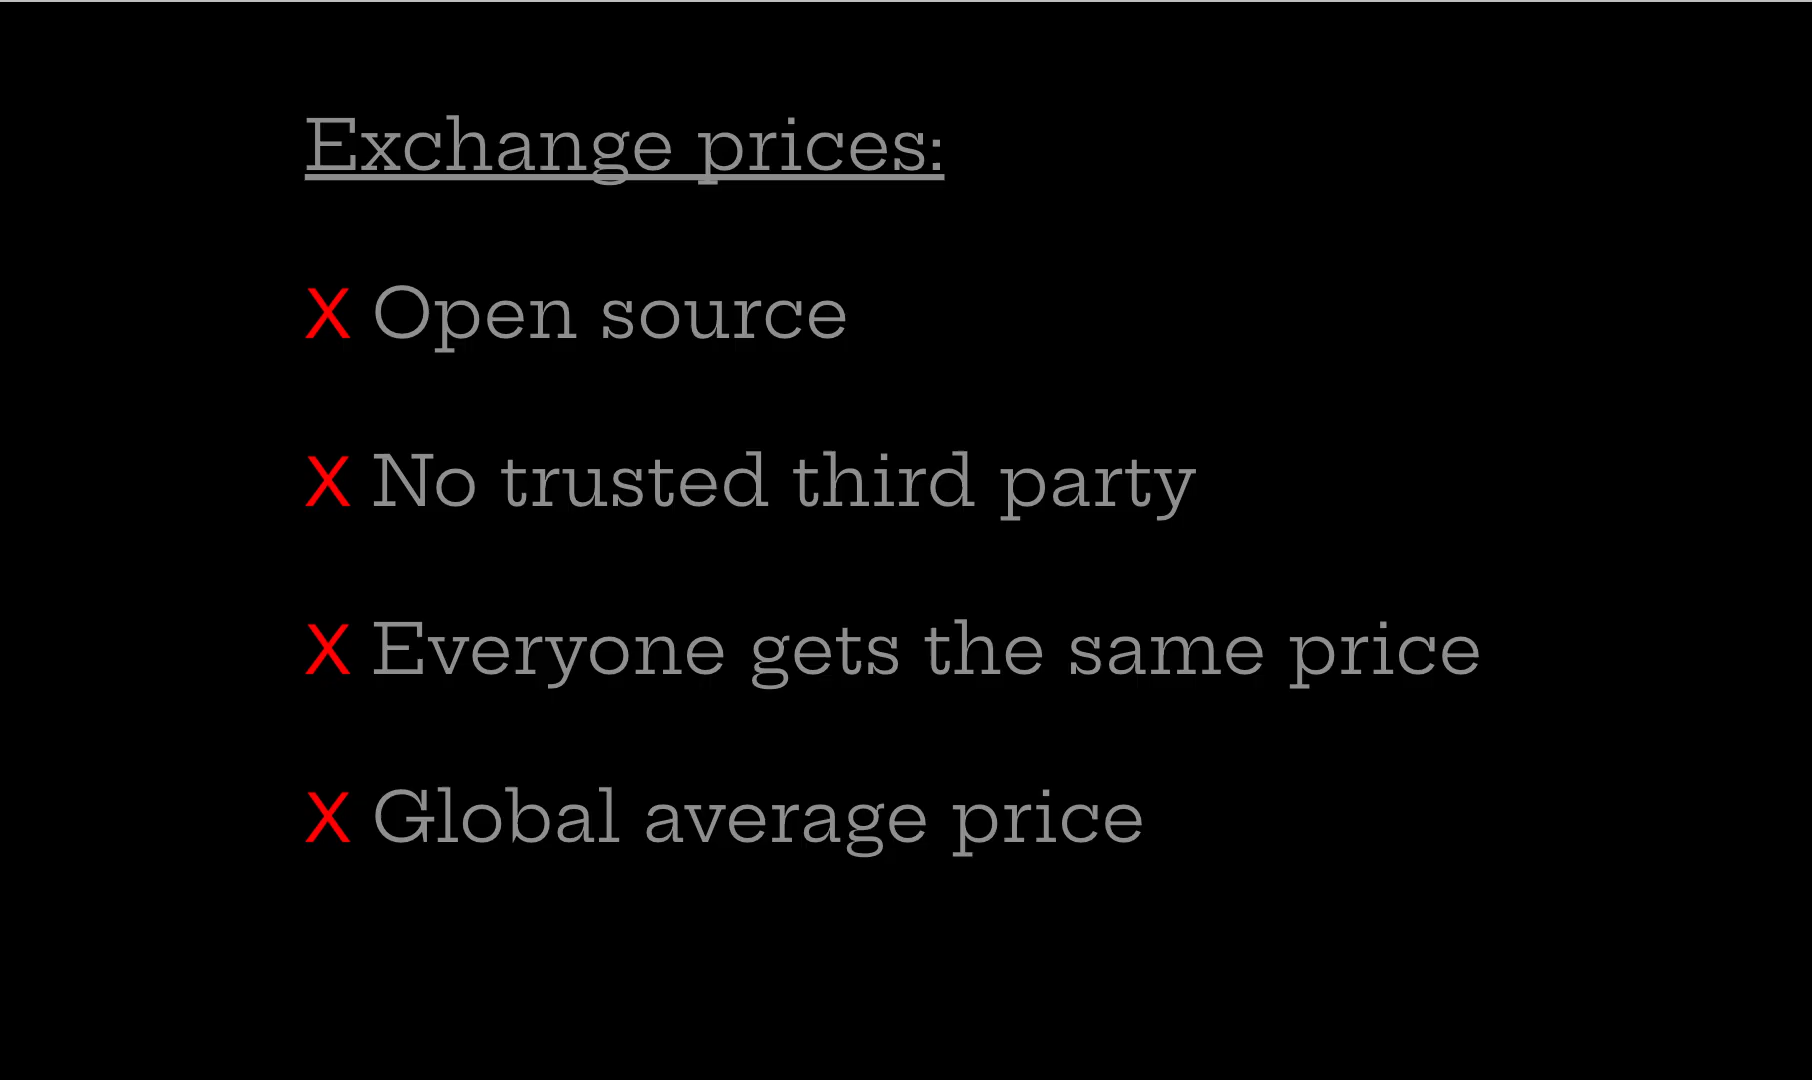 Exchange prices:
X Open source
X No trusted third party
X Everyone gets the same price
X Global average price